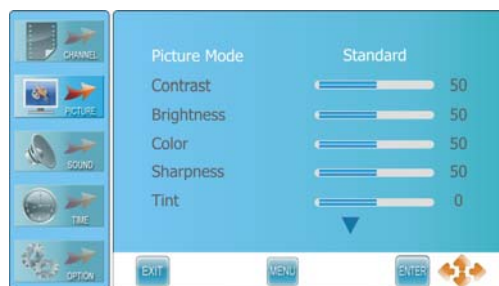 CHANNEL
PICTURE
SOUND
TIME
OPTION
Picture Mode Standard
Contrast 50
Brightness 50
Color 50
Sharpness 50
Tint 0
EXIT MENU ENTER